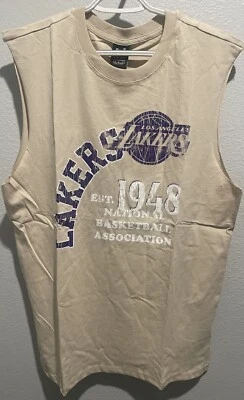 LOS ANGELES
LAKERS
LAKERS
EST. 1948
NATIONAL
BASKETBALL
ASSOCIATION